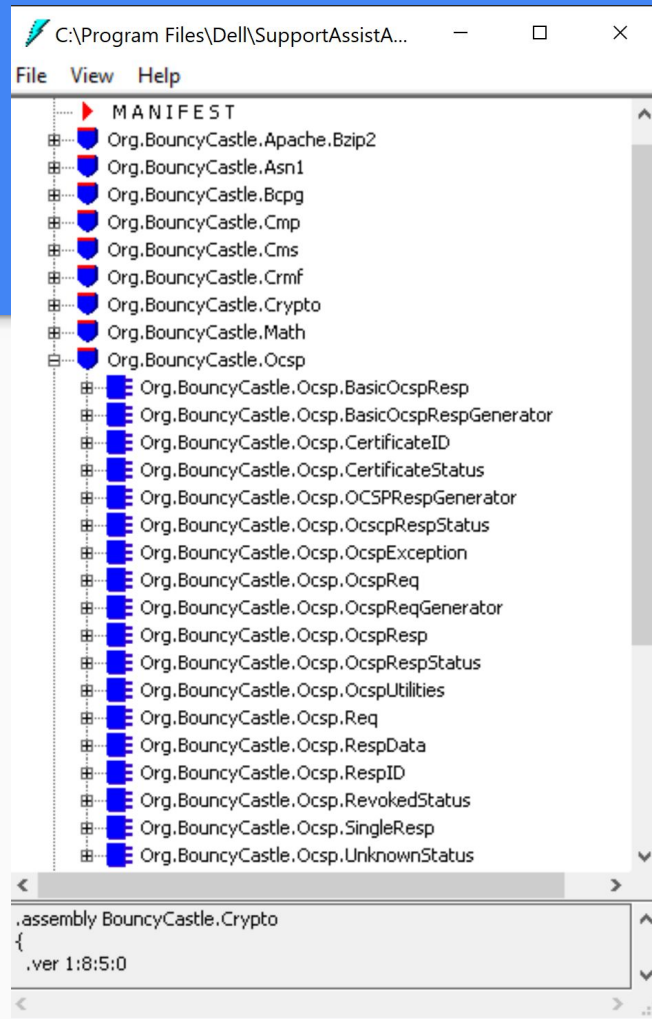 C:\Program Files\Dell\SupportAssistA...
File View Help
MANIFEST
Org.BouncyCastle.Apache.Bzip2
Org.BouncyCastle.Asn1
Org.BouncyCastle.Bcpg
Org.BouncyCastle.Cmp
Org.BouncyCastle.Cms
Org.BouncyCastle.Crmf
Org.BouncyCastle.Crypto
Org.BouncyCastle.Math
Org.BouncyCastle.Ocsp
Org.BouncyCastle.Ocsp.BasicOcspResp
Org.BouncyCastle.Ocsp.BasicOcspRespGenerator
Org.BouncyCastle.Ocsp.CertificateID
Org.BouncyCastle.Ocsp.CertificateStatus
Org.BouncyCastle.Ocsp.OCSPRespGenerator
Org.BouncyCastle.Ocsp.OcscpRespStatus
Org.BouncyCastle.Ocsp.OcspException
Org.BouncyCastle.Ocsp.OcspReq
Org.BouncyCastle.Ocsp.OcspReqGenerator
Org.BouncyCastle.Ocsp.OcspResp
Org.BouncyCastle.Ocsp.OcspRespStatus
Org.BouncyCastle.Ocsp.OcspUtilities
Org.BouncyCastle.Ocsp.Req
Org.BouncyCastle.Ocsp.RespData
Org.BouncyCastle.Ocsp.RespID
Org.BouncyCastle.Ocsp.RevokedStatus
Org.BouncyCastle.Ocsp.SingleResp
Org.BouncyCastle.Ocsp.UnknownStatus
.assembly BouncyCastle.Crypto
{
.ver 1:8:5:0